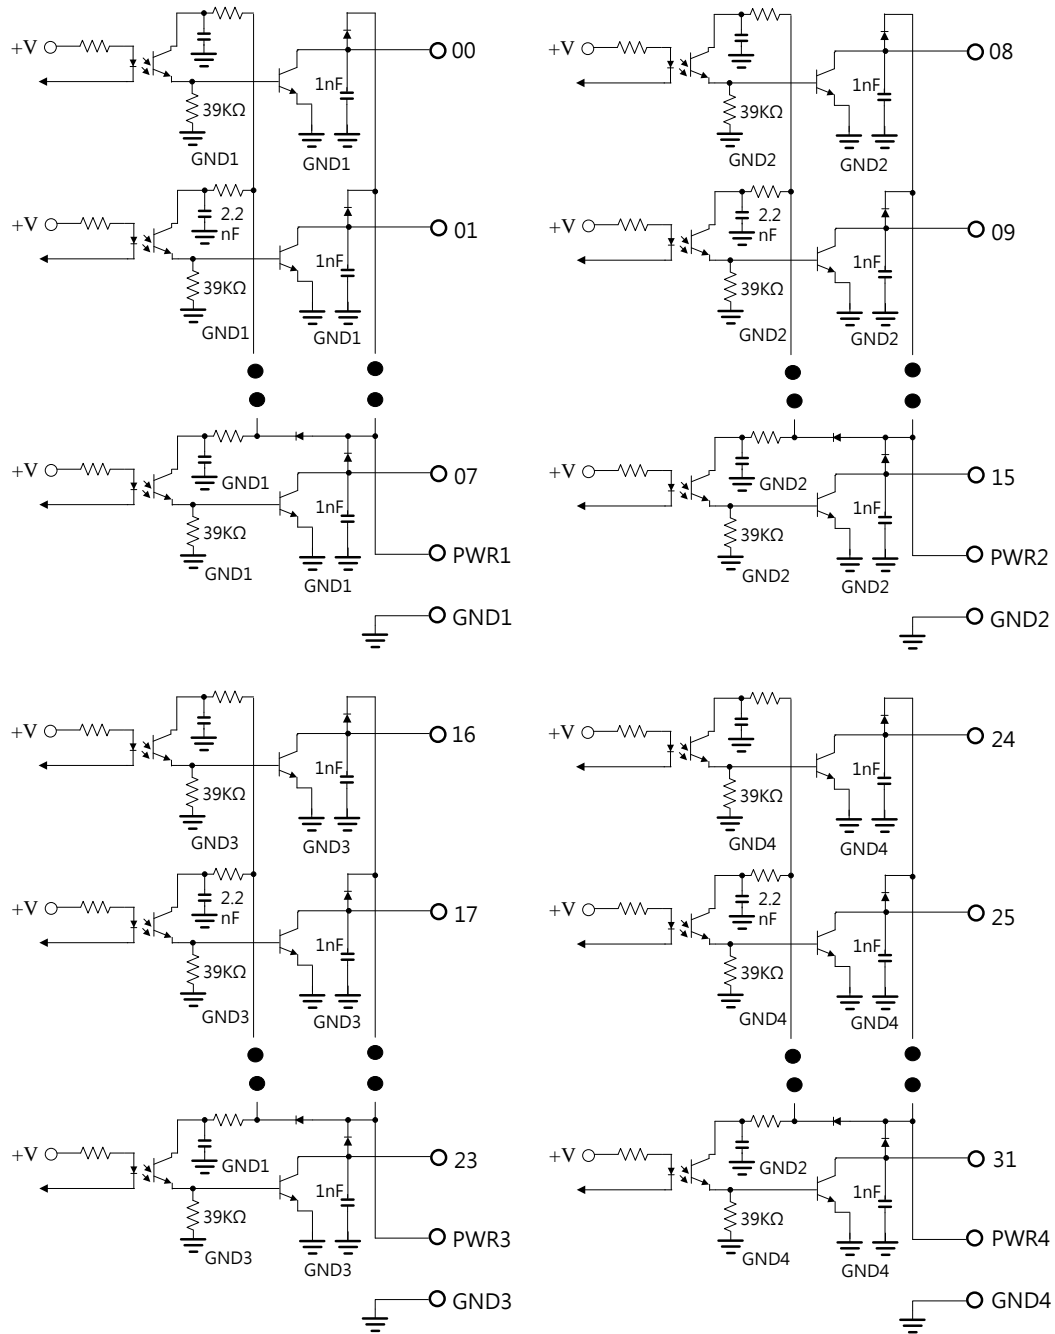 +V
00
1nF
39KΩ
GND1
GND1
+V
2.2
nF
01
1nF
39KΩ
GND1
GND1
+V
GND1
07
1nF
39KΩ
GND1
GND1
PWR1
GND1
+V
08
1nF
39KΩ
GND2
GND2
+V
2.2
nF
09
1nF
39KΩ
GND2
GND2
+V
GND2
15
1nF
39KΩ
GND2
GND2
PWR2
GND2
+V
16
1nF
39KΩ
GND3
GND3
+V
2.2
nF
17
1nF
39KΩ
GND3
GND3
+V
GND1
23
1nF
39KΩ
GND3
GND3
PWR3
GND3
+V
24
1nF
39KΩ
GND4
GND4
+V
2.2
nF
25
1nF
39KΩ
GND4
GND4
+V
GND2
31
1nF
39KΩ
GND4
GND4
PWR4
GND4